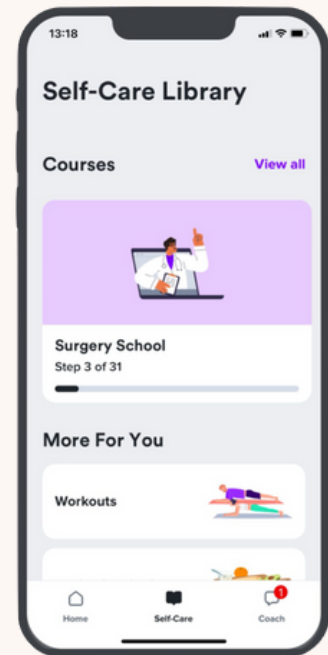 13:18
Self-Care Library
Courses View all
Surgery School
Step 3 of 31
More For You
Workouts
1
Home Self-Care Coach